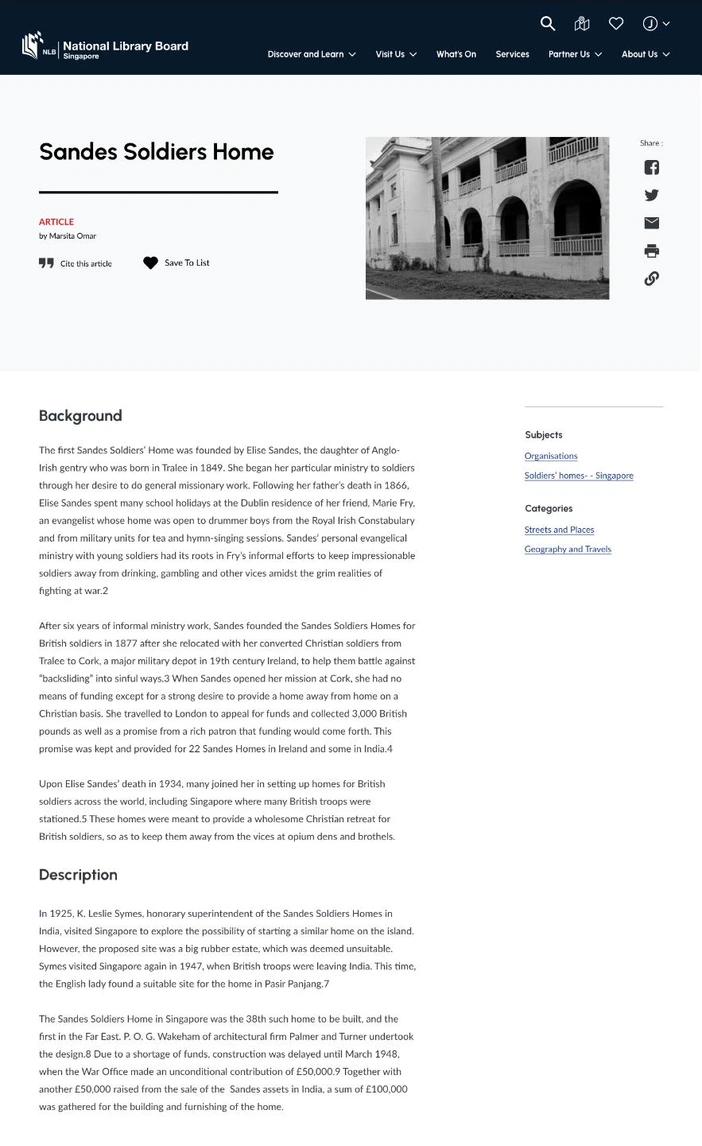 J
NLB
National Library Board
Singapore
Discover and Learn
Visit Us
What's On
Services
Partner Us
About Us
Sandes Soldiers Home
Share :
ARTICLE
by Marsita Omar
Cite this article
Save To List
Background
The first Sandes Soldiers’ Home was founded by Elise Sandes, the daughter of Anglo-
Irish gentry who was born in Tralee in 1849. She began her particular ministry to soldiers
through her desire to do general missionary work. Following her father’s death in 1866,
Elise Sandes spent many school holidays at the Dublin residence of her friend, Marie Fry,
an evangelist whose home was open to drummer boys from the Royal Irish Constabulary
and from military units for tea and hymn-singing sessions. Sandes’ personal evangelical
ministry with young soldiers had its roots in Fry’s informal efforts to keep impressionable
soldiers away from drinking, gambling and other vices amidst the grim realities of
fighting at war.2
After six years of informal ministry work, Sandes founded the Sandes Soldiers Homes for
British soldiers in 1877 after she relocated with her converted Christian soldiers from
Tralee to Cork, a major military depot in 19th century Ireland, to help them battle against
“backsliding” into sinful ways.3 When Sandes opened her mission at Cork, she had no
means of funding except for a strong desire to provide a home away from home on a
Christian basis. She travelled to London to appeal for funds and collected 3,000 British
pounds as well as a promise from a rich patron that funding would come forth. This
promise was kept and provided for 22 Sandes Homes in Ireland and some in India.4
Upon Elise Sandes’ death in 1934, many joined her in setting up homes for British
soldiers across the world, including Singapore where many British troops were
stationed.5 These homes were meant to provide a wholesome Christian retreat for
British soldiers, so as to keep them away from the vices at opium dens and brothels.
Description
In 1925, K. Leslie Symes, honorary superintendent of the Sandes Soldiers Homes in
India, visited Singapore to explore the possibility of starting a similar home on the island.
However, the proposed site was a big rubber estate, which was deemed unsuitable.
Symes visited Singapore again in 1947, when British troops were leaving India. This time,
the English lady found a suitable site for the home in Pasir Panjang.7
The Sandes Soldiers Home in Singapore was the 38th such home to be built, and the
first in the Far East. P. O. G. Wakeham of architectural firm Palmer and Turner undertook
the design.8 Due to a shortage of funds, construction was delayed until March 1948,
when the War Office made an unconditional contribution of £50,000.9 Together with
another £50,000 raised from the sale of the Sandes assets in India, a sum of £100,000
was gathered for the building and furnishing of the home.
Subjects
Organisations
Soldiers' homes- - Singapore
Categories
Streets and Places
Geography and Travels